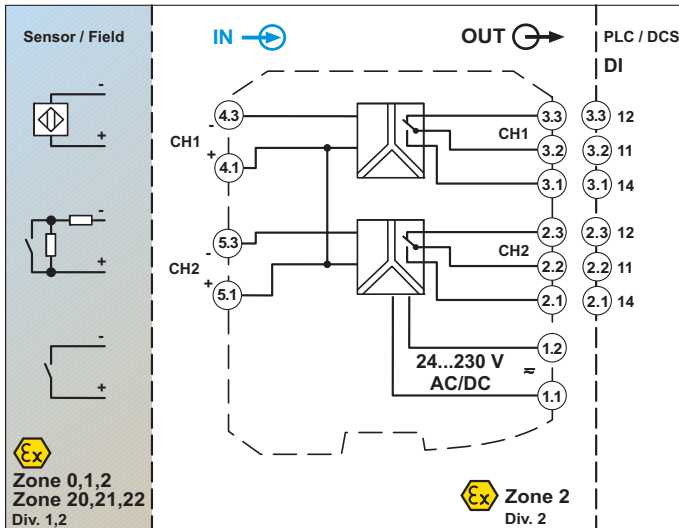 Sensor / Field
IN
OUT
PLC / DCS
DI
-
+
-
+
-
+
4.3
-
CH1
+
4.1
5.3
-
CH2
+
5.1
3.3
CH1
3.2
3.1
2.3
CH2
2.2
2.1
1.2
24...230 V
≂
AC/DC
1.1
3.3 12
3.2 11
3.1 14
2.3 12
2.2 11
2.1 14
Ex
Zone 0,1,2
Zone 20,21,22
Div. 1,2
Ex
Zone 2
Div. 2